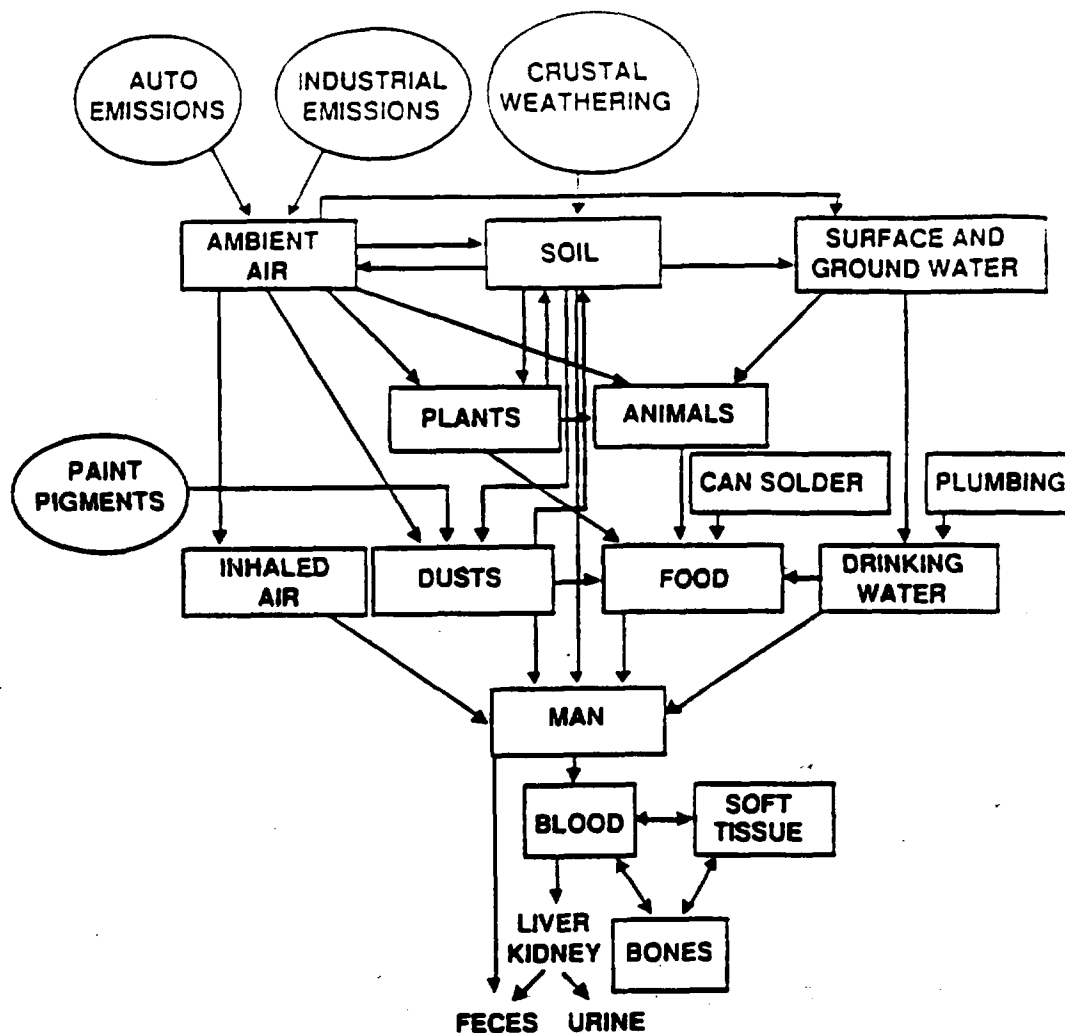 AUTO
EMISSIONS
INDUSTRIAL
EMISSIONS
CRUSTAL
WEATHERING
AMBIENT
AIR
SOIL
SURFACE AND
GROUND WATER
PLANTS
ANIMALS
PAINT
PIGMENTS
CAN SOLDER
PLUMBING
INHALED
AIR
DUSTS
FOOD
DRINKING
WATER
MAN
BLOOD
SOFT
TISSUE
LIVER
KIDNEY
BONES
FECES
URINE